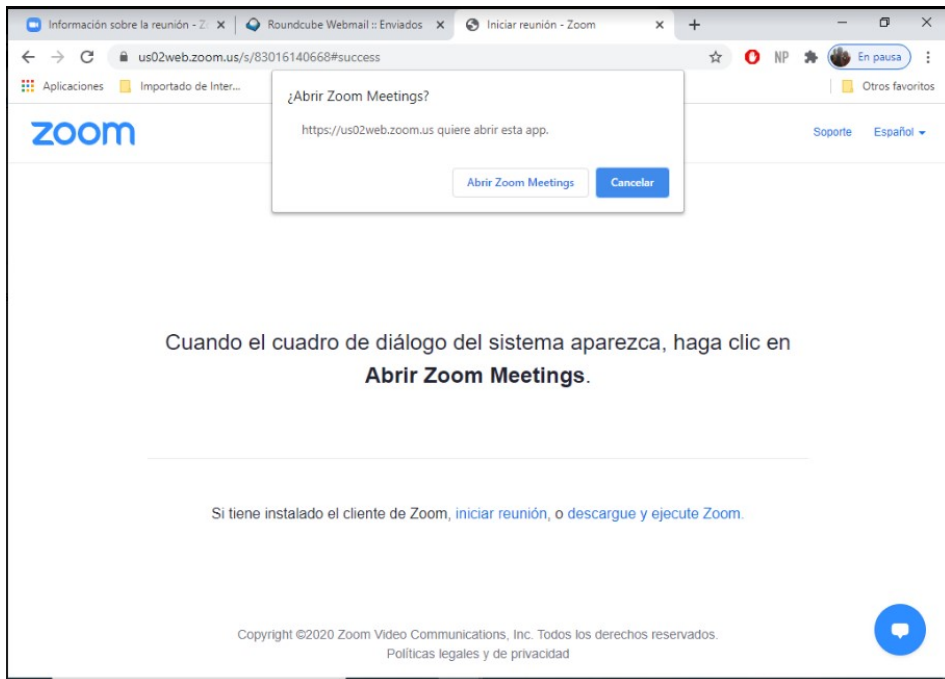 Información sobre la reunión - Z
Roundcube Webmail :: Enviados
Iniciar reunión - Zoom
us02web.zoom.us/s/83016140668#success
NP
En pausa
Aplicaciones
Importado de Inter...
Otros favoritos
¿Abrir Zoom Meetings?
https://us02web.zoom.us quiere abrir esta app.
Abrir Zoom Meetings
Cancelar
zoom
Soporte
Español
Cuando el cuadro de diálogo del sistema aparezca, haga clic en
Abrir Zoom Meetings.
Si tiene instalado el cliente de Zoom, iniciar reunión, o descargue y ejecute Zoom.
Copyright ©2020 Zoom Video Communications, Inc. Todos los derechos reservados.
Políticas legales y de privacidad